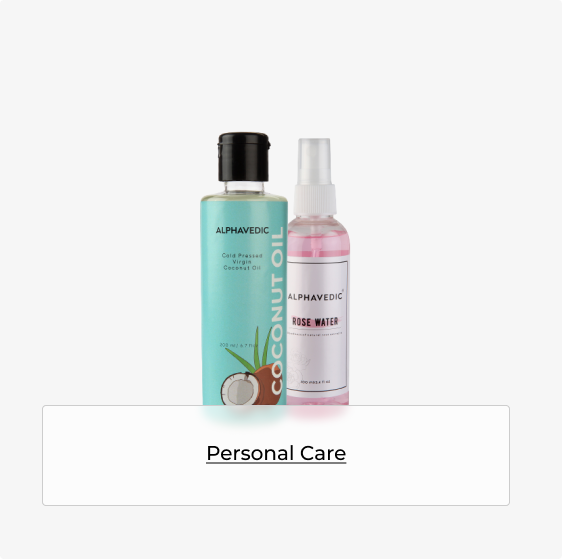 ALPHAVEDIC
Cold Pressed
Virgin
Coconut Oil
COCONUT OIL
ALPHAVEDIC
ROSE WATER
Personal Care